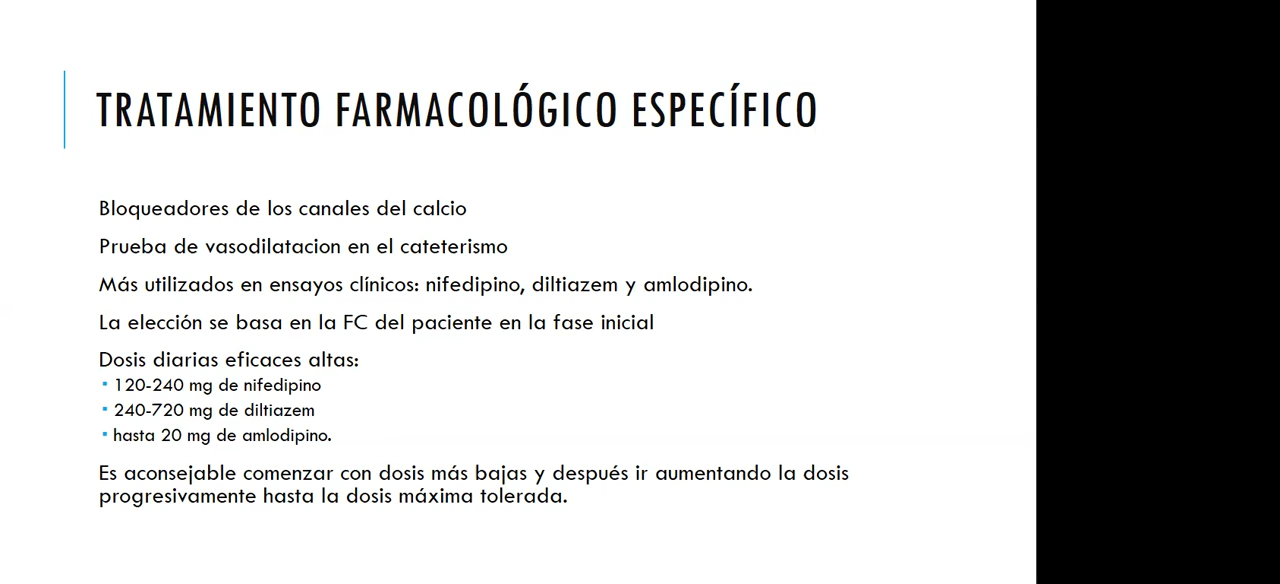 TRATAMIENTO FARMACOLÓGICO ESPECÍFICO
Bloqueadores de los canales del calcio
Prueba de vasodilatacion en el cateterismo
Más utilizados en ensayos clínicos: nifedipino, diltiazem y amlodipino.
La elección se basa en la FC del paciente en la fase inicial
Dosis diarias eficaces altas:
▪ 120-240 mg de nifedipino
▪ 240-720 mg de diltiazem
▪ hasta 20 mg de amlodipino.
Es aconsejable comenzar con dosis más bajas y después ir aumentando la dosis
progresivamente hasta la dosis máxima tolerada.